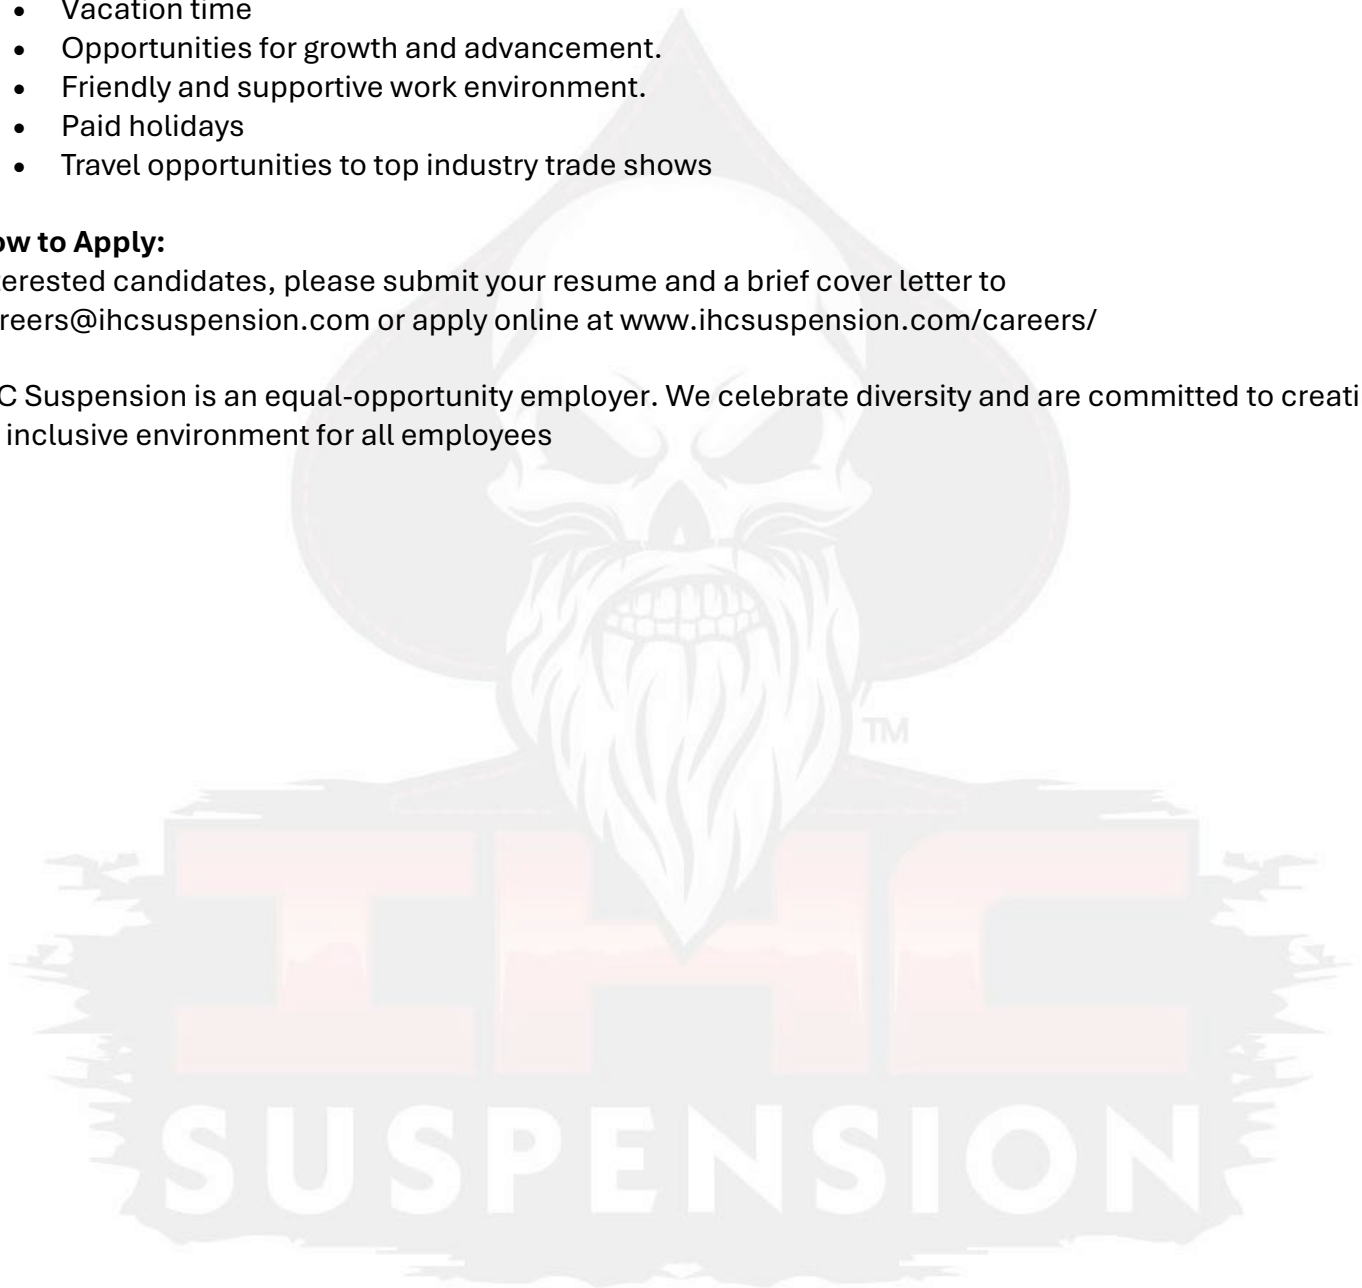 • Vacation time
• Opportunities for growth and advancement.
• Friendly and supportive work environment.
• Paid holidays
• Travel opportunities to top industry trade shows
ow to Apply:
terested candidates, please submit your resume and a brief cover letter to
reers@ihcsuspension.com or apply online at www.ihcsuspension.com/careers/
C Suspension is an equal-opportunity employer. We celebrate diversity and are committed to creati
inclusive environment for all employees
TM
IHC
SUSPENSION